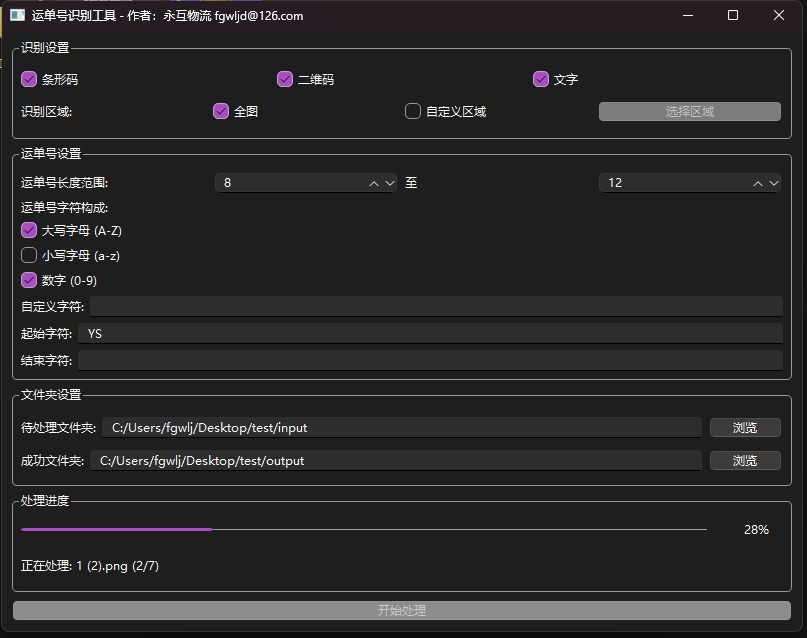 运单号识别工具 - 作者：永互物流 fgwljd@126.com
识别设置
条形码 二维码 文字
识别区域: 全图 自定义区域 选择区域
运单号设置
运单号长度范围: 8 至 12
运单号字符构成:
大写字母 (A-Z)
小写字母 (a-z)
数字 (0-9)
自定义字符:
起始字符: YS
结束字符:
文件夹设置
待处理文件夹: C:/Users/fgwlj/Desktop/test/input 浏览
成功文件夹: C:/Users/fgwlj/Desktop/test/output 浏览
处理进度
28%
正在处理: 1 (2).png (2/7)
开始处理